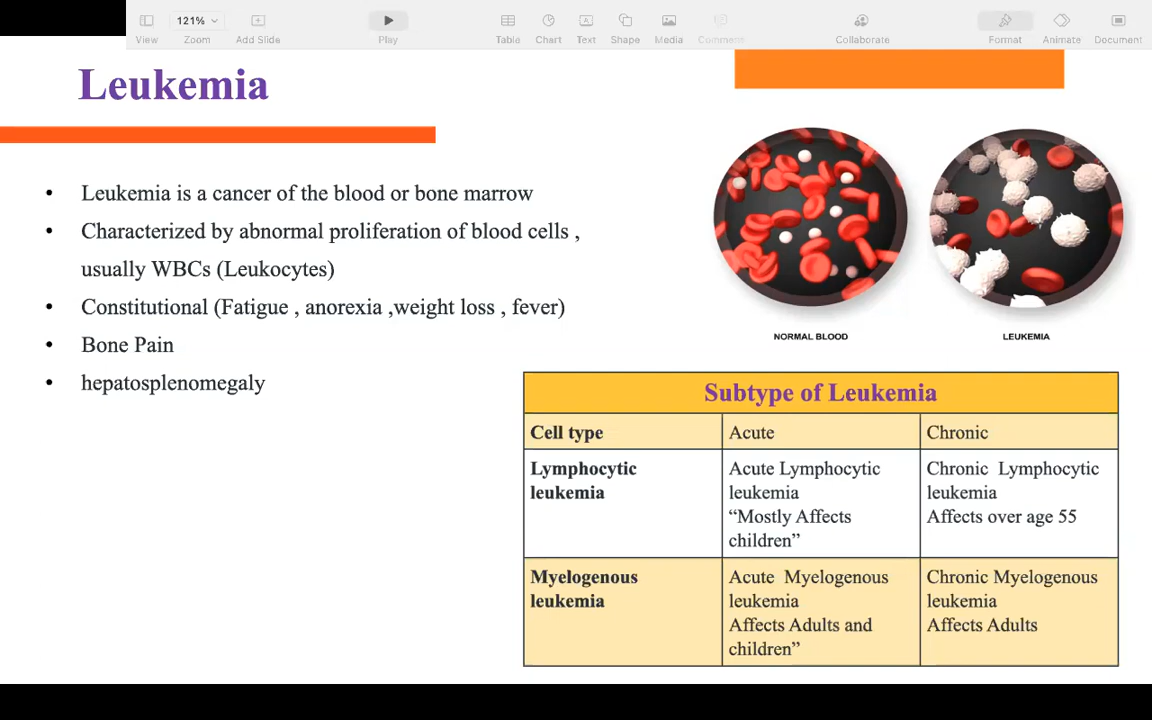 121%
View
Zoom
Add Slide
Play
Table
Chart
Text
Shape
Media
Comment
Collaborate
Format
Animate
Document
Leukemia
• Leukemia is a cancer of the blood or bone marrow
• Characterized by abnormal proliferation of blood cells ,
usually WBCs (Leukocytes)
• Constitutional (Fatigue , anorexia ,weight loss , fever)
• Bone Pain
• hepatosplenomegaly
NORMAL BLOOD
LEUKEMIA
Subtype of Leukemia
Cell type
Acute
Chronic
Lymphocytic
leukemia
Acute Lymphocytic
leukemia
“Mostly Affects
children”
Chronic Lymphocytic
leukemia
Affects over age 55
Myelogenous
leukemia
Acute Myelogenous
leukemia
Affects Adults and
children”
Chronic Myelogenous
leukemia
Affects Adults